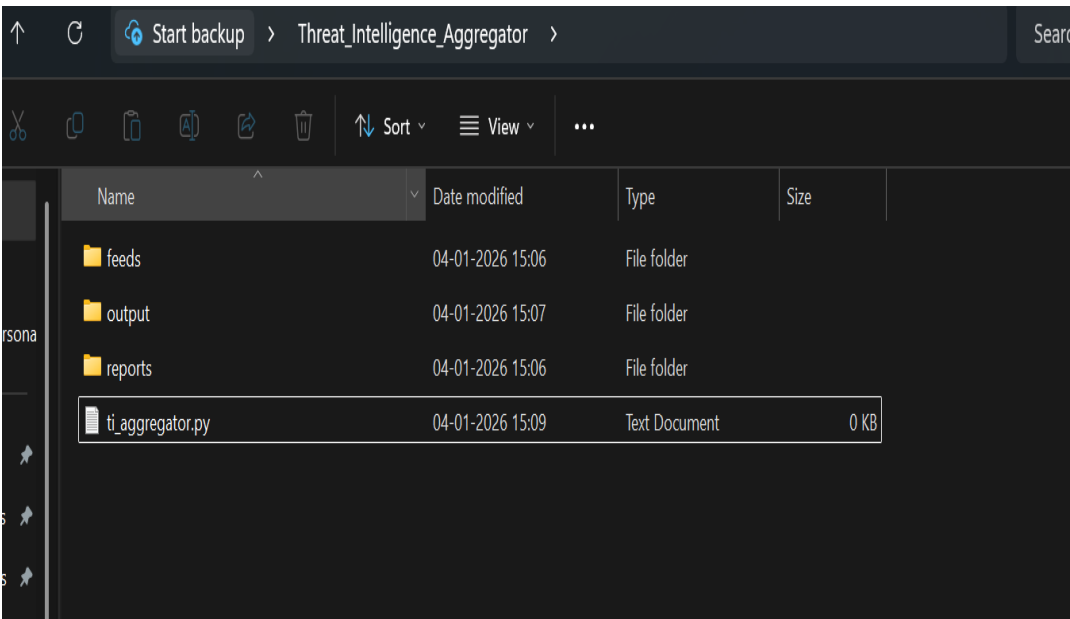 Start backup > Threat_Intelligence_Aggregator >
Sear
Sort View ...
Name Date modified Type Size
feeds 04-01-2026 15:06 File folder
output 04-01-2026 15:07 File folder
rsona
reports 04-01-2026 15:06 File folder
ti_aggregator.py 04-01-2026 15:09 Text Document 0 KB
s
s